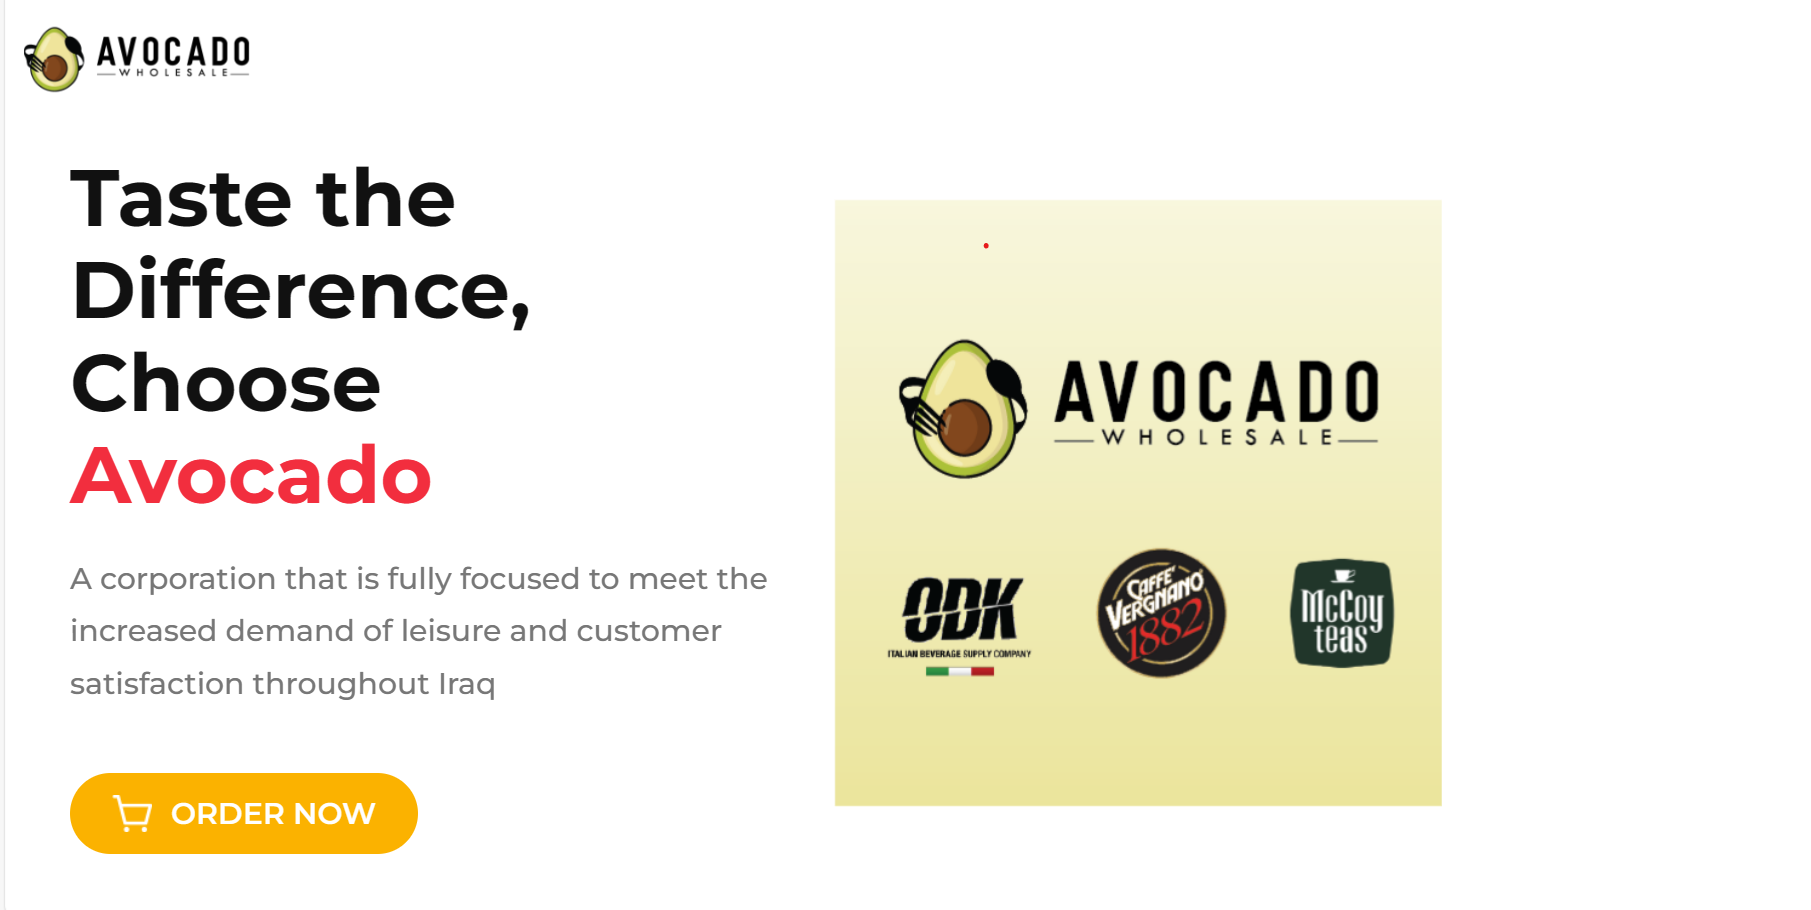 AVOCADO
WHOLESALE
Taste the
Difference,
Choose
Avocado
A corporation that is fully focused to meet the
increased demand of leisure and customer
satisfaction throughout Iraq
ORDER NOW
AVOCADO
WHOLESALE
ODK
ITALIAN BEVERAGE SUPPLY COMPANY
CAFFÈ
VERGNANO
1882
McCoy
teas